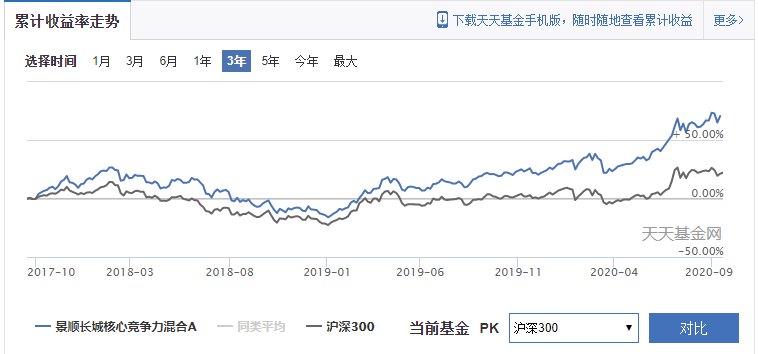 累计收益率走势
下载天天基金手机版，随时随地查看累计收益 更多>
选择时间 1月 3月 6月 1年 3年 5年 今年 最大
50.00%
0.00%
天天基金网
-50.00%
2017-10 2018-03 2018-08 2019-01 2019-06 2019-11 2020-04 2020-09
景顺长城核心竞争力混合A 同类平均 沪深300 当前基金 PK 沪深300 对比